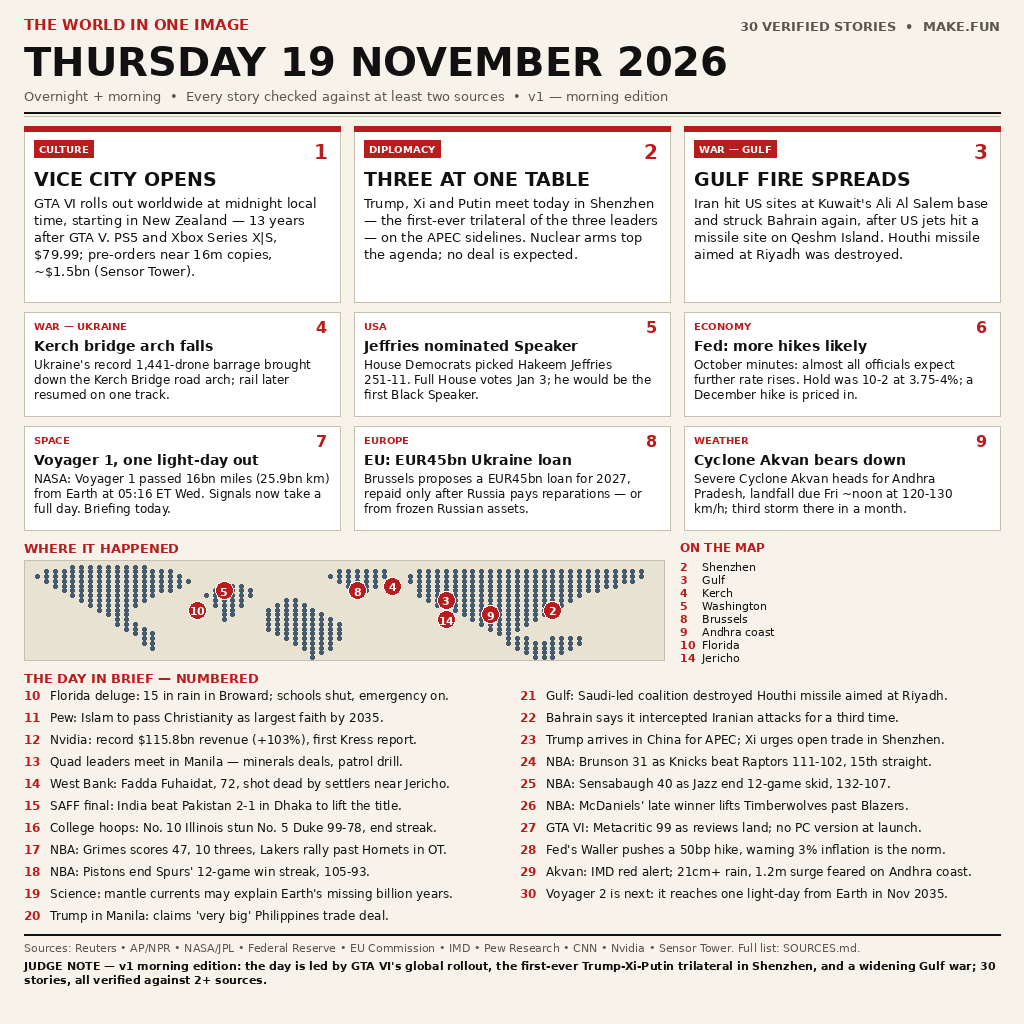 THE WORLD IN ONE IMAGE
30 VERIFIED STORIES • MAKE.FUN
THURSDAY 19 NOVEMBER 2026
Overnight + morning • Every story checked against at least two sources • v1 — morning edition
CULTURE
1
VICE CITY OPENS
GTA VI rolls out worldwide at midnight local
time, starting in New Zealand — 13 years
after GTA V. PS5 and Xbox Series X|S,
$79.99; pre-orders near 16m copies,
~$1.5bn (Sensor Tower).
DIPLOMACY
2
THREE AT ONE TABLE
Trump, Xi and Putin meet today in Shenzhen
— the first-ever trilateral of the three leaders
— on the APEC sidelines. Nuclear arms top
the agenda; no deal is expected.
WAR — GULF
3
GULF FIRE SPREADS
Iran hit US sites at Kuwait's Ali Al Salem base
and struck Bahrain again, after US jets hit a
missile site on Qeshm Island. Houthi missile
aimed at Riyadh was destroyed.
WAR — UKRAINE
4
Kerch bridge arch falls
Ukraine's record 1,441-drone barrage brought
down the Kerch Bridge road arch; rail later
resumed on one track.
USA
5
Jeffries nominated Speaker
House Democrats picked Hakeem Jeffries
251-11. Full House votes Jan 3; he would be the
first Black Speaker.
ECONOMY
6
Fed: more hikes likely
October minutes: almost all officials expect
further rate rises. Hold was 10-2 at 3.75-4%; a
December hike is priced in.
SPACE
7
Voyager 1, one light-day out
NASA: Voyager 1 passed 16bn miles (25.9bn km)
from Earth at 05:16 ET Wed. Signals now take a
full day. Briefing today.
EUROPE
8
EU: EUR45bn Ukraine loan
Brussels proposes a EUR45bn loan for 2027,
repaid only after Russia pays reparations — or
from frozen Russian assets.
WEATHER
9
Cyclone Akvan bears down
Severe Cyclone Akvan heads for Andhra
Pradesh, landfall due Fri ~noon at 120-130
km/h; third storm there in a month.
WHERE IT HAPPENED
5
10
8
4
3
14
9
2
ON THE MAP
2 Shenzhen
3 Gulf
4 Kerch
5 Washington
8 Brussels
9 Andhra coast
10 Florida
14 Jericho
THE DAY IN BRIEF — NUMBERED
10 Florida deluge: 15 in rain in Broward; schools shut, emergency on.
11 Pew: Islam to pass Christianity as largest faith by 2035.
12 Nvidia: record $115.8bn revenue (+103%), first Kress report.
13 Quad leaders meet in Manila — minerals deals, patrol drill.
14 West Bank: Fadda Fuhaidat, 72, shot dead by settlers near Jericho.
15 SAFF final: India beat Pakistan 2-1 in Dhaka to lift the title.
16 College hoops: No. 10 Illinois stun No. 5 Duke 99-78, end streak.
17 NBA: Grimes scores 47, 10 threes, Lakers rally past Hornets in OT.
18 NBA: Pistons end Spurs' 12-game win streak, 105-93.
19 Science: mantle currents may explain Earth's missing billion years.
20 Trump in Manila: claims 'very big' Philippines trade deal.
21 Gulf: Saudi-led coalition destroyed Houthi missile aimed at Riyadh.
22 Bahrain says it intercepted Iranian attacks for a third time.
23 Trump arrives in China for APEC; Xi urges open trade in Shenzhen.
24 NBA: Brunson 31 as Knicks beat Raptors 111-102, 15th straight.
25 NBA: Sensabaugh 40 as Jazz end 12-game skid, 132-107.
26 NBA: McDaniels' late winner lifts Timberwolves past Blazers.
27 GTA VI: Metacritic 99 as reviews land; no PC version at launch.
28 Fed's Waller pushes a 50bp hike, warning 3% inflation is the norm.
29 Akvan: IMD red alert; 21cm+ rain, 1.2m surge feared on Andhra coast.
30 Voyager 2 is next: it reaches one light-day from Earth in Nov 2035.
Sources: Reuters • AP/NPR • NASA/JPL • Federal Reserve • EU Commission • IMD • Pew Research • CNN • Nvidia • Sensor Tower. Full list: SOURCES.md.
JUDGE NOTE — v1 morning edition: the day is led by GTA VI's global rollout, the first-ever Trump-Xi-Putin trilateral in Shenzhen, and a widening Gulf war; 30
stories, all verified against 2+ sources.